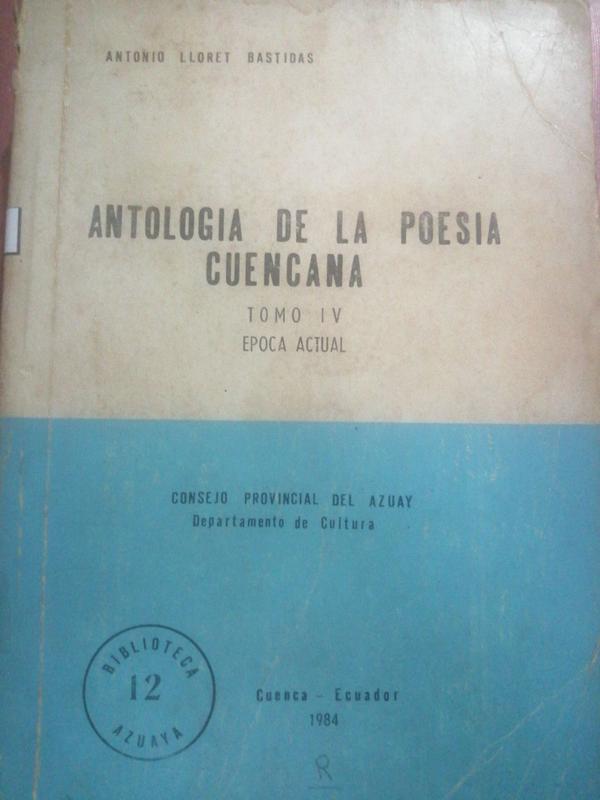 ANTONIO LLORET BASTIDAS
ANTOLOGIA DE LA POESIA
CUENCANA
TOMO IV
EPOCA ACTUAL
CONSEJO PROVINCIAL DEL AZUAY
Departamento de Cultura
BIBLIOTECA
12
AZUAYA
Cuenca - Ecuador
1984
R